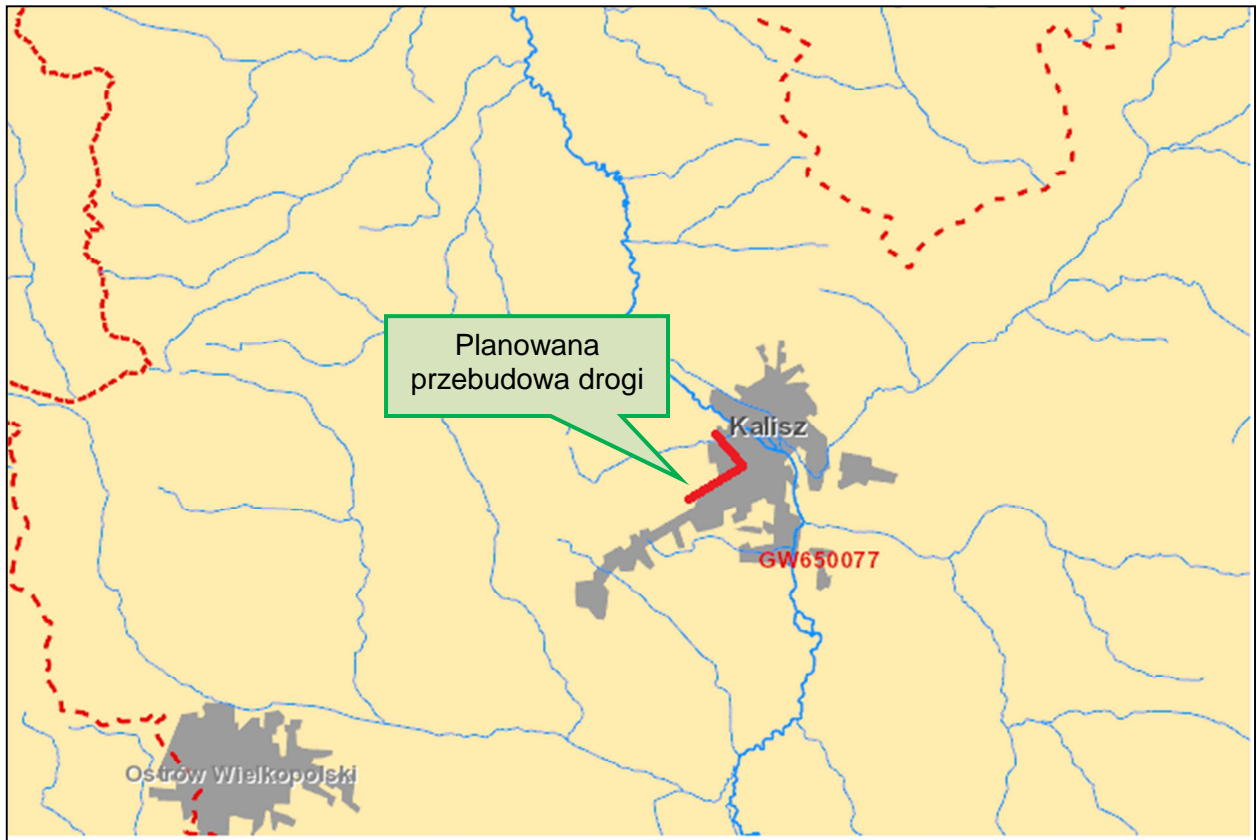 Planowana
przebudowa drogi
Kalisz
GW650077
Ostrów Wielkopolski